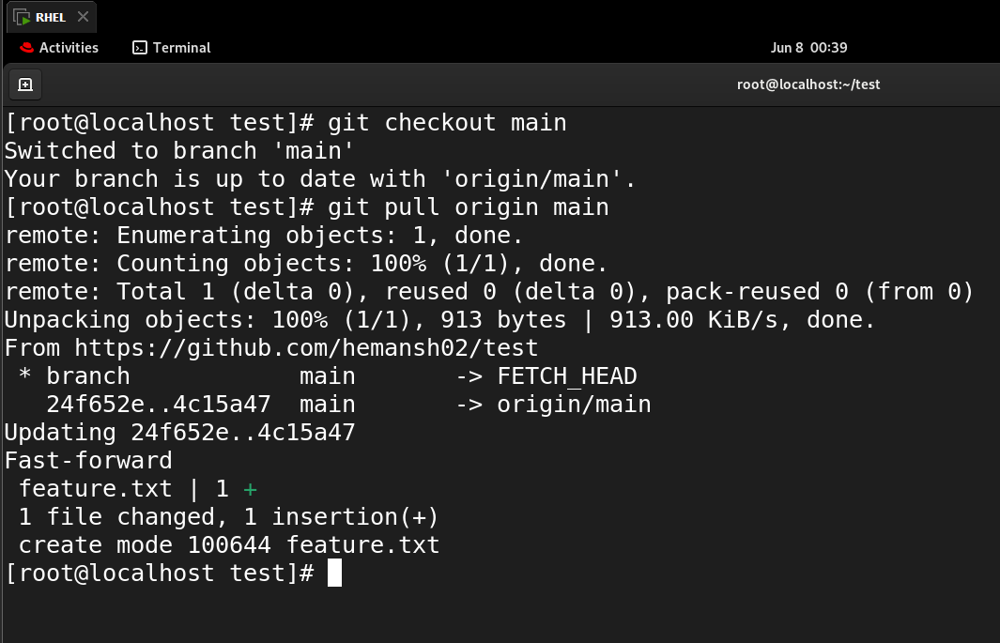 RHEL
Activities Terminal Jun 8 00:39
root@localhost:~/test
[root@localhost test]# git checkout main
Switched to branch 'main'
Your branch is up to date with 'origin/main'.
[root@localhost test]# git pull origin main
remote: Enumerating objects: 1, done.
remote: Counting objects: 100% (1/1), done.
remote: Total 1 (delta 0), reused 0 (delta 0), pack-reused 0 (from 0)
Unpacking objects: 100% (1/1), 913 bytes | 913.00 KiB/s, done.
From https://github.com/hemansh02/test
 * branch            main       -> FETCH_HEAD
   24f652e..4c15a47  main       -> origin/main
Updating 24f652e..4c15a47
Fast-forward
 feature.txt | 1 +
 1 file changed, 1 insertion(+)
 create mode 100644 feature.txt
[root@localhost test]#